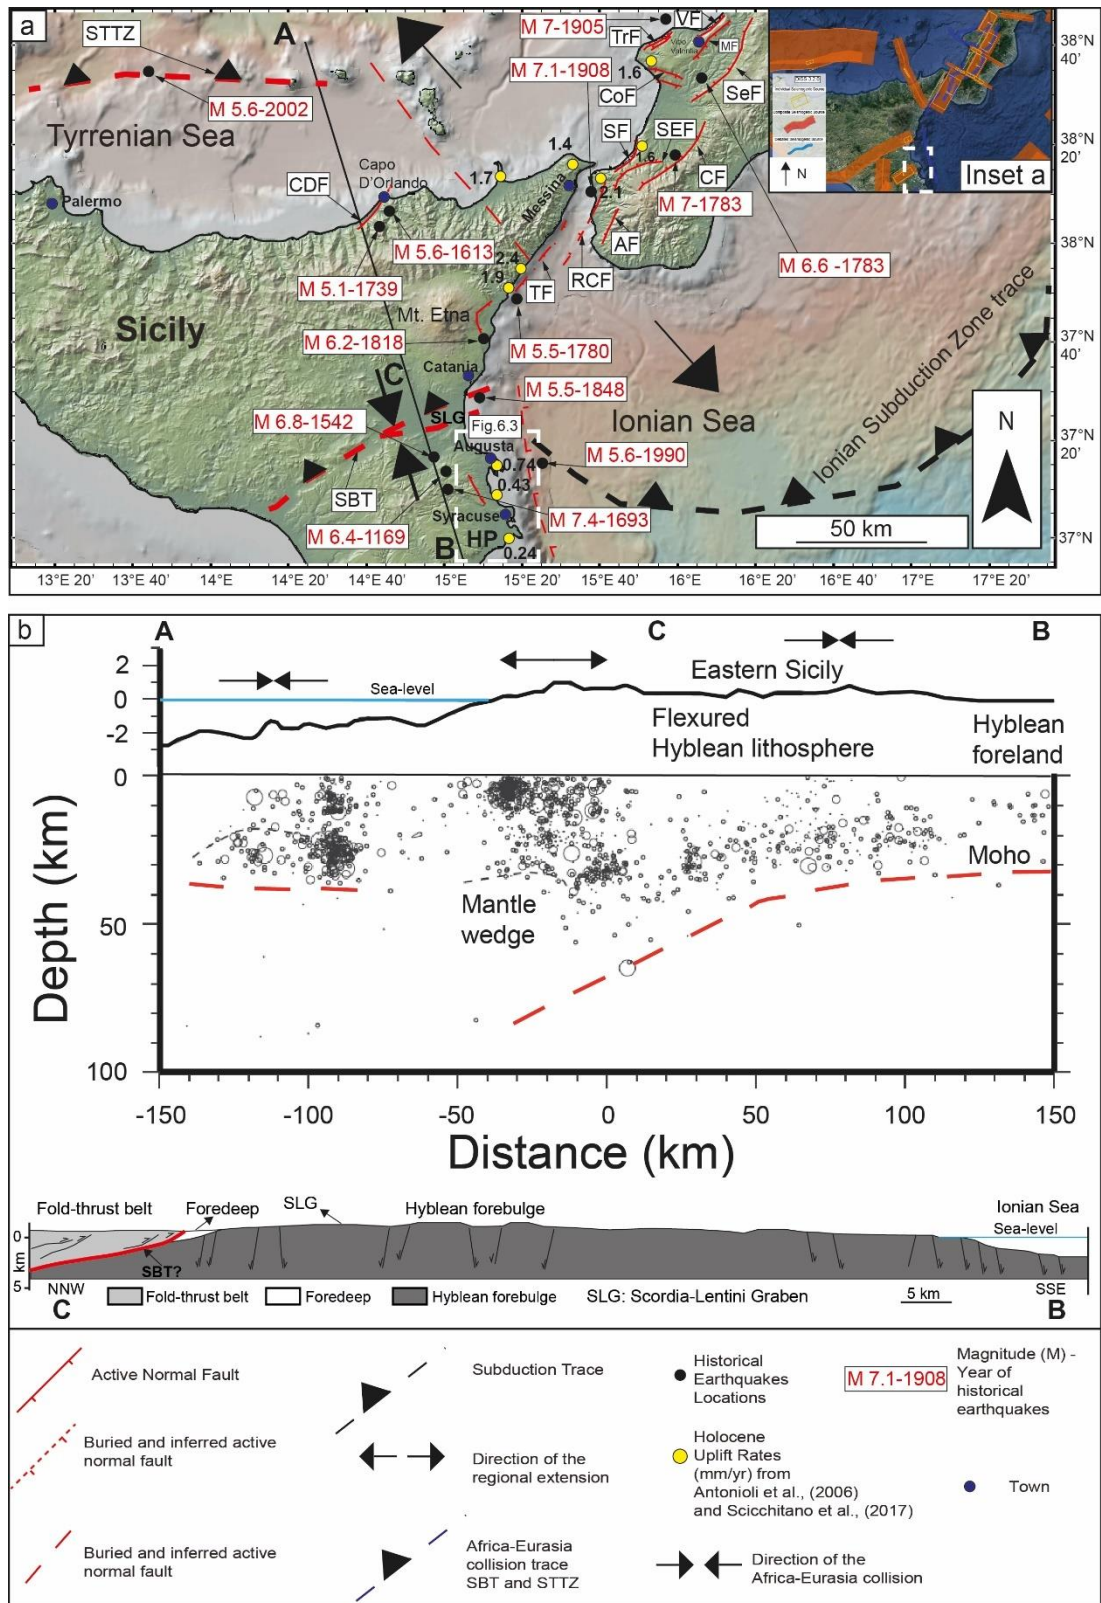 a
STTZ
A
M 7-1905
VF
TrF
Vibo
Valentia
MF
M 7.1-1908
1.6
CoF
SeF
M 5.6-2002
Tyrrenian Sea
Inset a
N
38°N
40’
38°N
20’
38°N
37°N
40’
37°N
20’
37°N
1.4
SF
SEF
1.6
Capo
D'Orlando
CDF
1.7
Messina
2.1
CF
M 7-1783
Palermo
AF
M 5.6-1613
2.4
RCF
M 6.6 -1783
M 5.1-1739
1.9
TF
Sicily
Mt. Etna
M 6.2-1818
M 5.5-1780
Catania
C
M 5.5-1848
Ionian Sea
Ionian Subduction Zone trace
N
M 6.8-1542
SLG
Fig.6.3
Augusta
0.74
M 5.6-1990
0.43
SBT
Syracuse
M 7.4-1693
50 km
M 6.4-1169
B
HP
0.24
13°E 20’
13°E 40’
14°E
14°E 20’
14°E 40’
15°E
15°E 20’
15°E 40’
16°E
16°E 20’
16°E 40’
17°E
17°E 20’
b
A
C
B
2
0
-2
Sea-level
Eastern Sicily
Flexured
Hyblean lithosphere
Hyblean
foreland
0
50
100
Depth (km)
Moho
Mantle
wedge
-150
-100
-50
0
50
100
150
Distance (km)
Fold-thrust belt
Foredeep
SLG
Hyblean forebulge
Ionian Sea
Sea-level
0
km
5
SBT?
NNW
C
Fold-thrust belt
Foredeep
Hyblean forebulge
SLG: Scordia-Lentini Graben
5 km
SSE
B
Active Normal Fault
Subduction Trace
Historical
Earthquakes
Locations
M 7.1-1908
Magnitude (M) -
Year of
historical
earthquakes
Buried and inferred active
normal fault
Direction of the
regional extension
Holocene
Uplift Rates
(mm/yr) from
Antonioli et al., (2006)
and Scicchitano et al., (2017)
Town
Buried and inferred active
normal fault
Africa-Eurasia
collision trace
SBT and STTZ
Direction of the
Africa-Eurasia collision